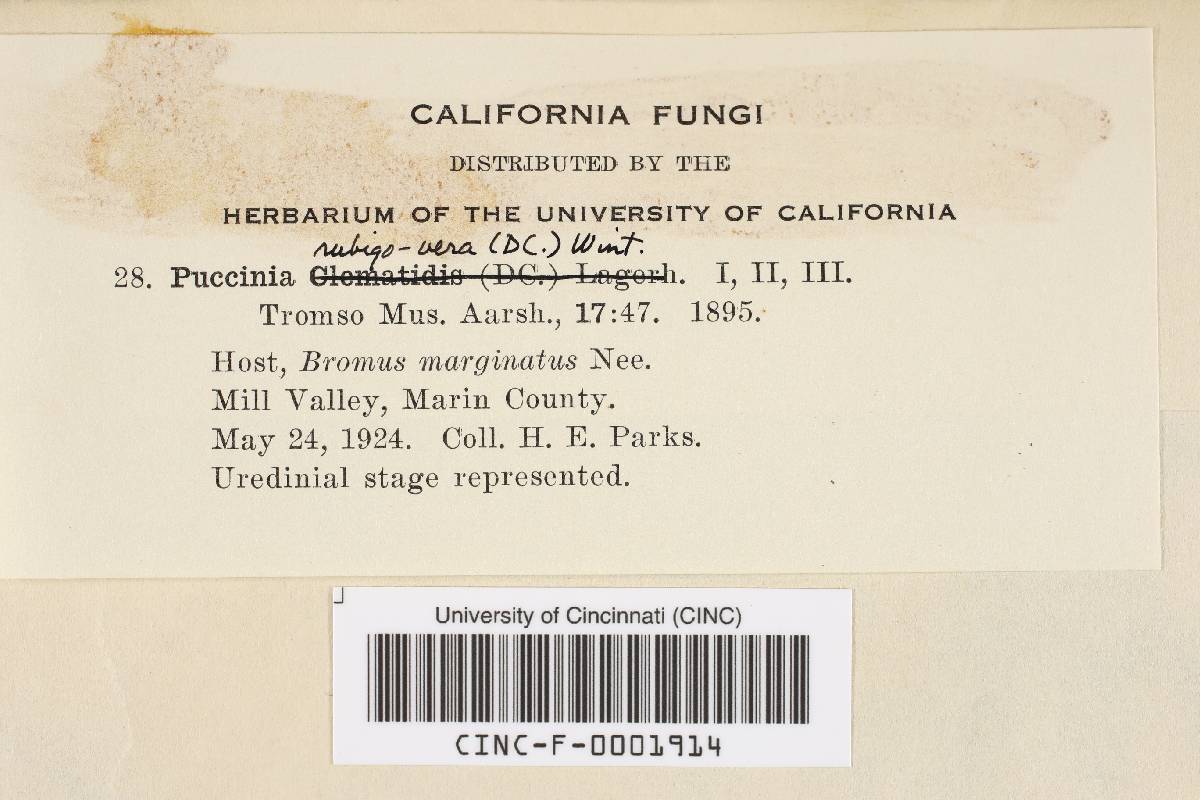 CALIFORNIA FUNGI
DISTRIBUTED BY THE
HERBARIUM OF THE UNIVERSITY OF CALIFORNIA
rubigo-vera (DC.) Wint.
28. Puccinia Clematidis (DC.) Lagerh. I, II, III.
Tromso Mus. Aarsh., 17:47. 1895.
Host, Bromus marginatus Nee.
Mill Valley, Marin County.
May 24, 1924. Coll. H. E. Parks.
Uredinial stage represented.
University of Cincinnati (CINC)
CINC-F-0001914